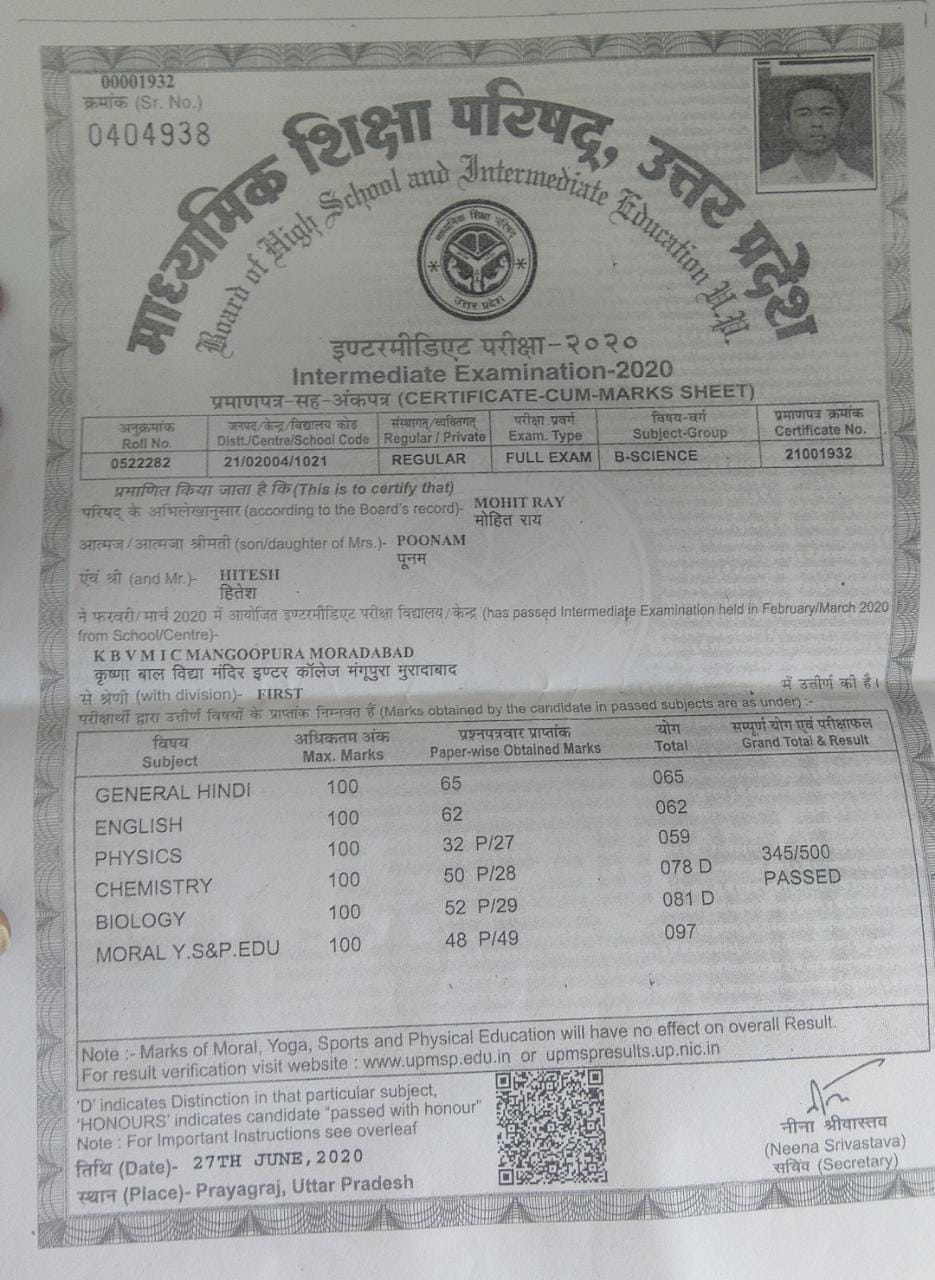 00001932
क्रमांक (Sr. No.)
0404938
माध्यमिक शिक्षा परिषद्, उत्तर प्रदेश
Board of High School and Intermediate Education U.P.
माध्यमिक शिक्षा परिषद्
उत्तर प्रदेश
इण्टरमीडिएट परीक्षा-२०२०
Intermediate Examination-2020
प्रमाणपत्र-सह-अंकपत्र (CERTIFICATE-CUM-MARKS SHEET)
अनुक्रमांक जनपद/केन्द्र/विद्यालय कोड संस्थागत/व्यक्तिगत परीक्षा प्रवर्ग विषय-वर्ग प्रमाणपत्र क्रमांक
Roll No. Distt./Centre/School Code Regular / Private Exam. Type Subject-Group Certificate No.
0522282 21/02004/1021 REGULAR FULL EXAM B-SCIENCE 21001932
प्रमाणित किया जाता है कि (This is to certify that)
परिषद् के अभिलेखानुसार (according to the Board's record)- MOHIT RAY
मोहित राय
आत्मज/आत्मजा श्रीमती (son/daughter of Mrs.)- POONAM
पूनम
एवं श्री (and Mr.)- HITESH
हितेश
ने फरवरी/मार्च 2020 में आयोजित इण्टरमीडिएट परीक्षा विद्यालय/केन्द्र (has passed Intermediate Examination held in February/March 2020
from School/Centre)-
K B V M I C MANGOOPURA MORADABAD
कृष्णा बाल विद्या मंदिर इण्टर कॉलेज मंगूपुरा मुरादाबाद
से श्रेणी (with division)- FIRST में उत्तीर्ण की है।
परीक्षार्थी द्वारा उत्तीर्ण विषयों के प्राप्तांक निम्नवत हैं (Marks obtained by the candidate in passed subjects are as under) :-
विषय अधिकतम अंक प्रश्नपत्रवार प्राप्तांक योग सम्पूर्ण योग एवं परीक्षाफल
Subject Max. Marks Paper-wise Obtained Marks Total Grand Total & Result
GENERAL HINDI 100 65 065
ENGLISH 100 62 062
PHYSICS 100 32 P/27 059
CHEMISTRY 100 50 P/28 078 D 345/500
BIOLOGY 100 52 P/29 081 D PASSED
MORAL Y.S&P.EDU 100 48 P/49 097
Note :- Marks of Moral, Yoga, Sports and Physical Education will have no effect on overall Result.
For result verification visit website : www.upmsp.edu.in or upmspresults.up.nic.in
'D' indicates Distinction in that particular subject,
'HONOURS' indicates candidate "passed with honour"
Note : For Important Instructions see overleaf
तिथि (Date)- 27TH JUNE, 2020
स्थान (Place)- Prayagraj, Uttar Pradesh
नीना श्रीवास्तव
(Neena Srivastava)
सचिव (Secretary)